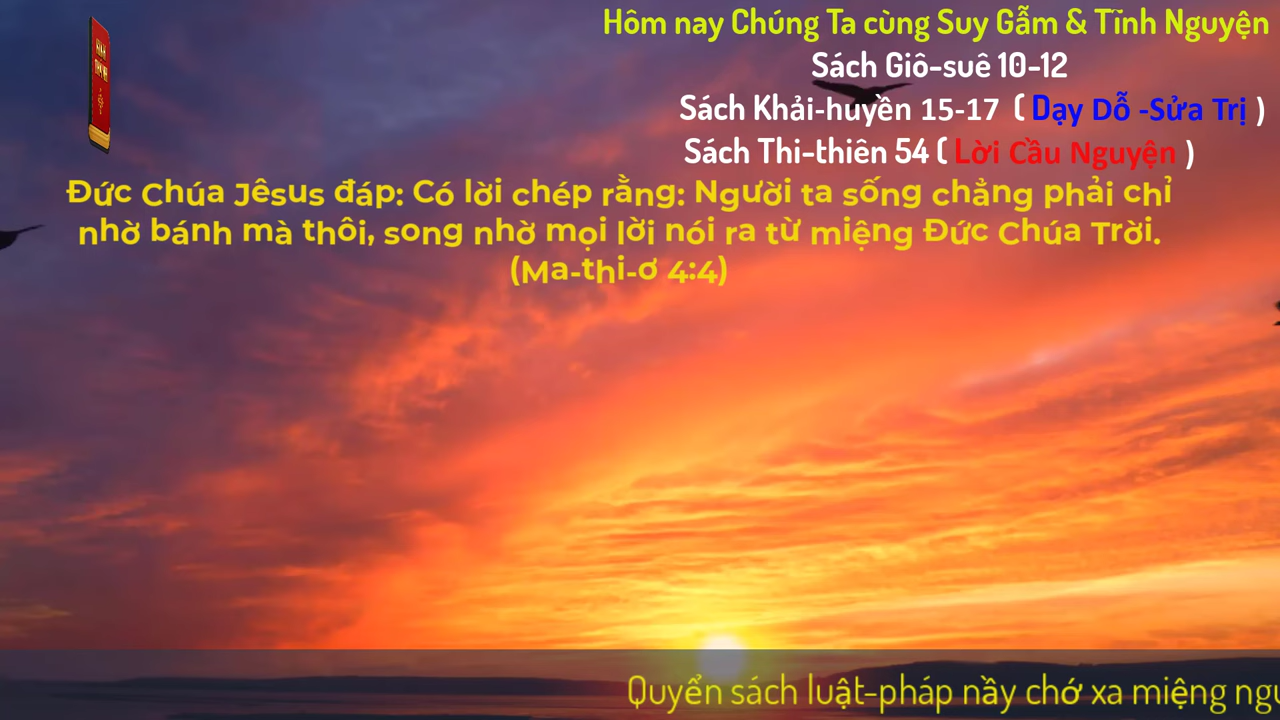 Hôm nay Chúng Ta cùng Suy Gẫm & Tĩnh Nguyện
Sách Giô-suê 10-12
Sách Khải-huyền 15-17 ( Dạy Dỗ -Sửa Trị )
Sách Thi-thiên 54 ( Lời Cầu Nguyện )
Đức Chúa Jêsus đáp: Có lời chép rằng: Người ta sống chẳng phải chỉ
nhờ bánh mà thôi, song nhờ mọi lời nói ra từ miệng Đức Chúa Trời.
(Ma-thi-ơ 4:4)
Quyển sách luật-pháp nầy chớ xa miệng